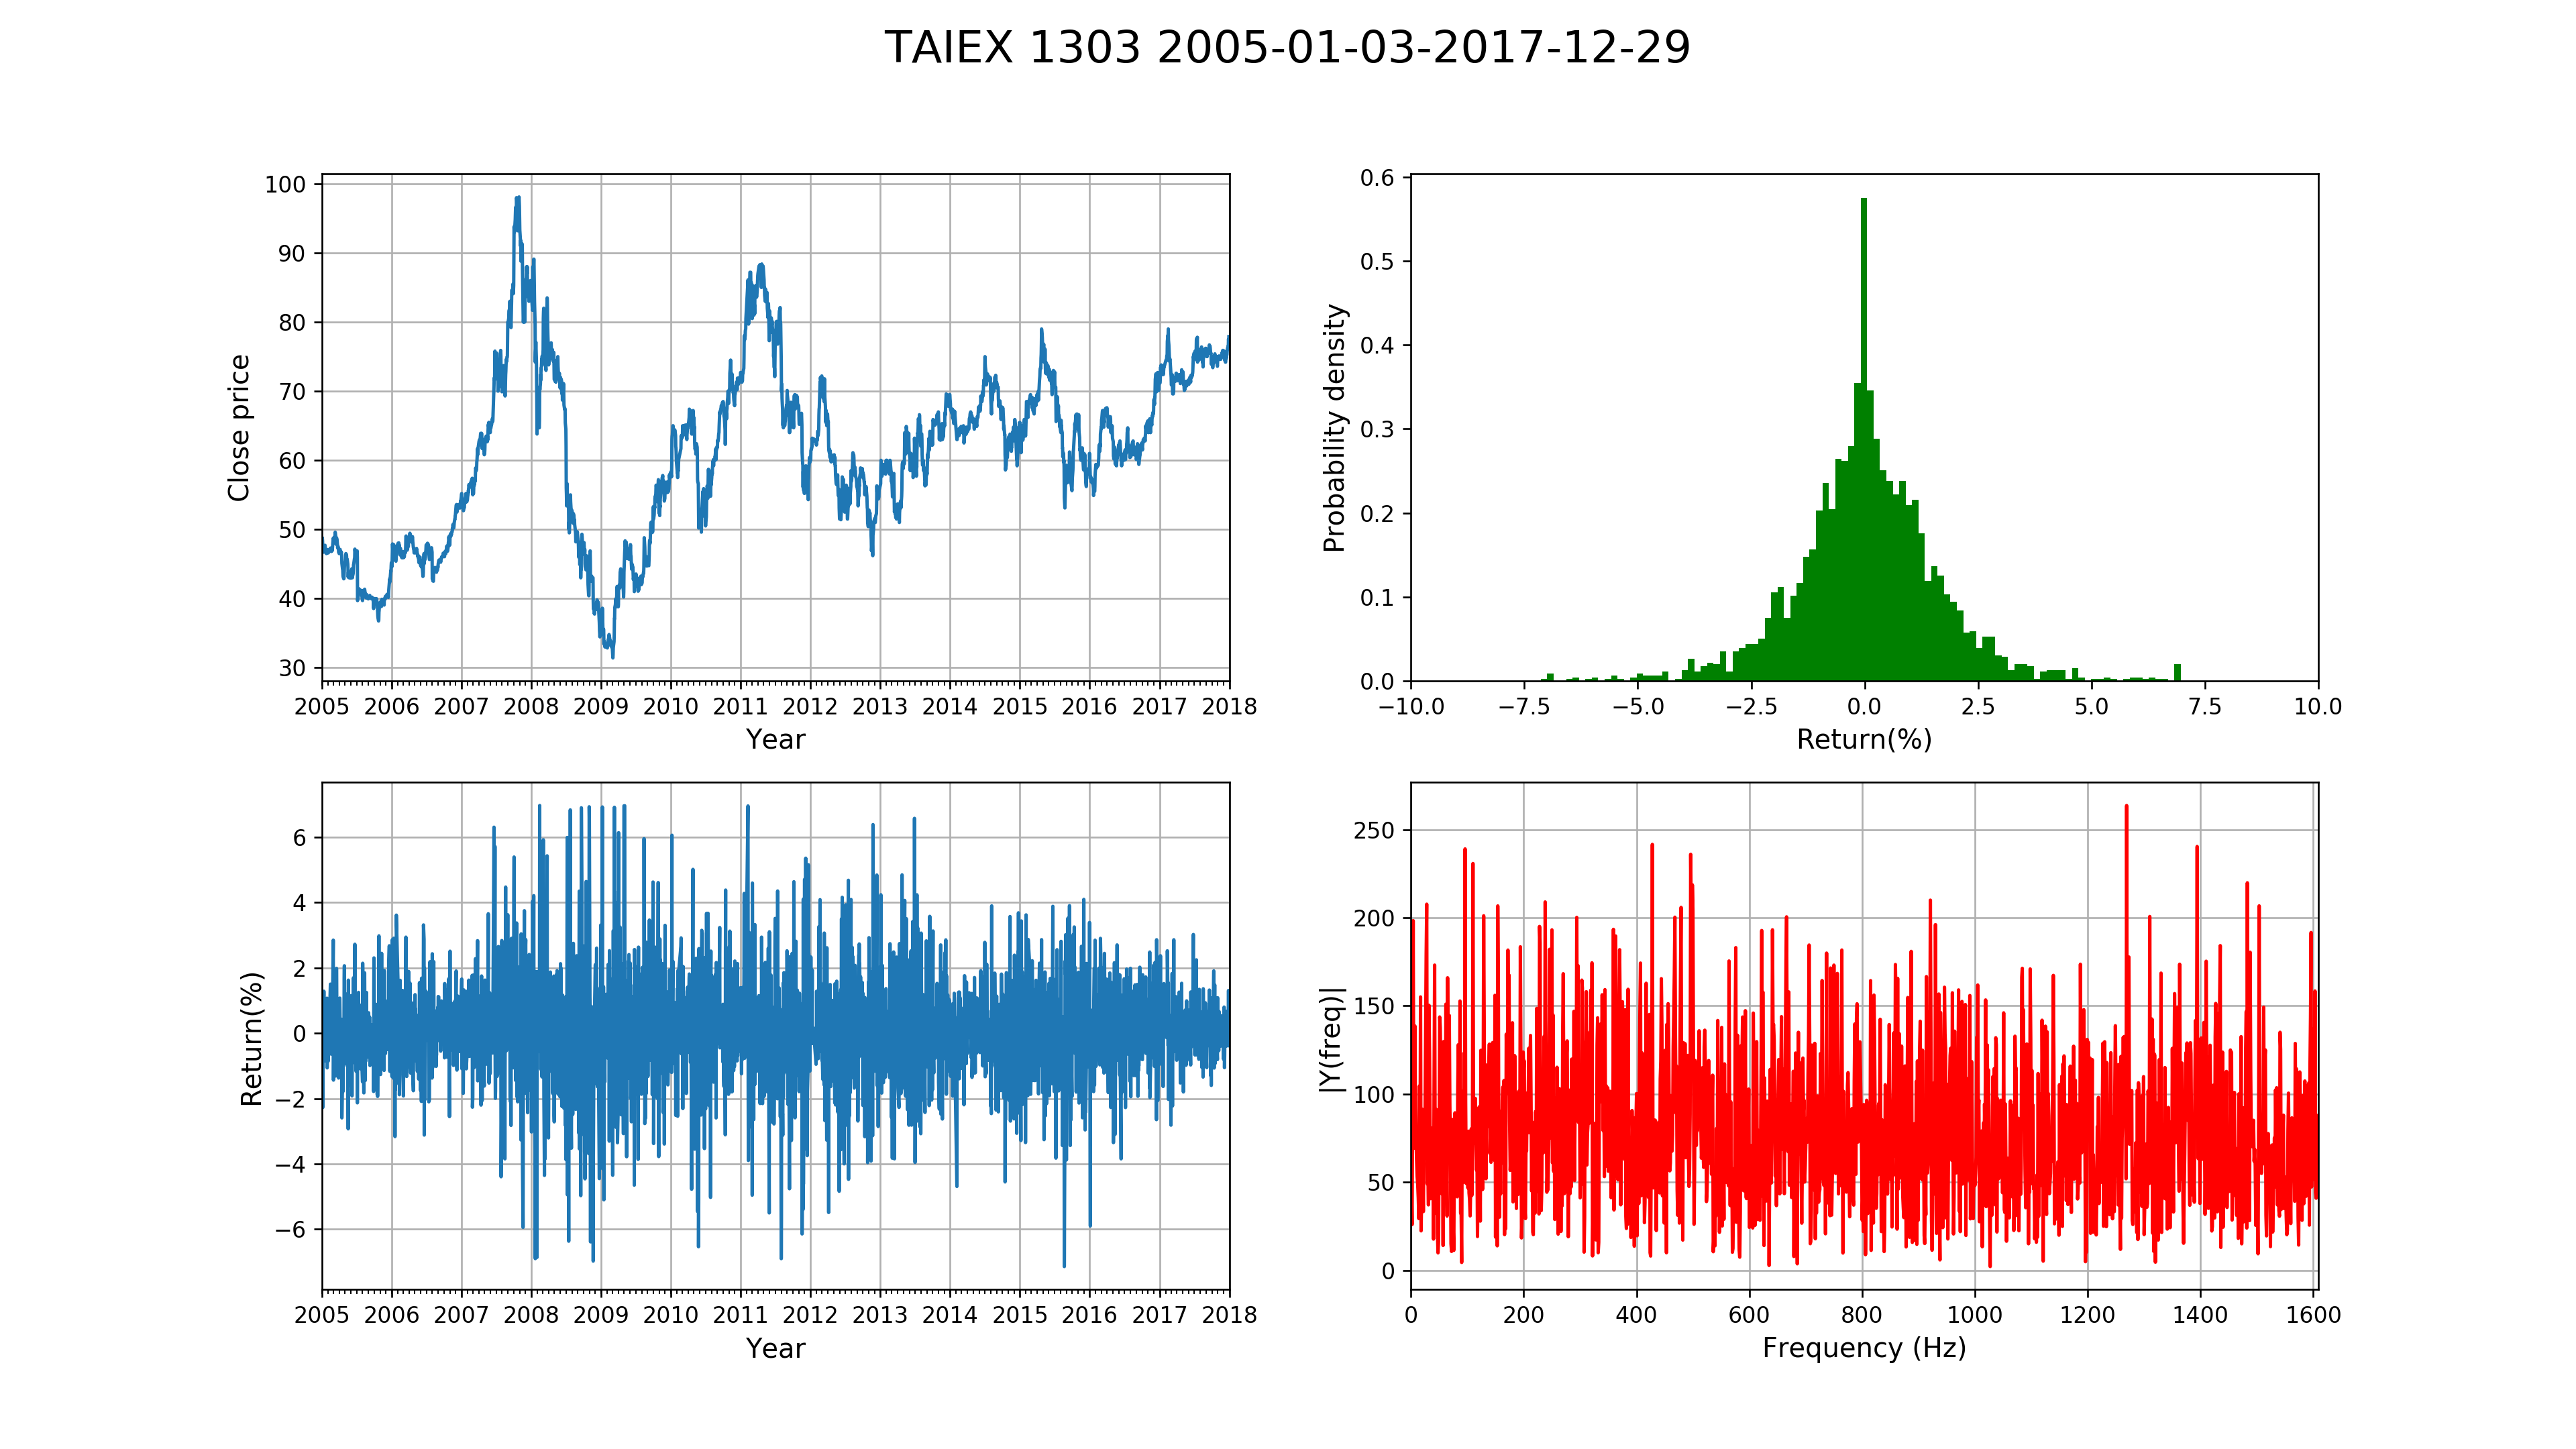 TAIEX 1303 2005-01-03-2017-12-29
100
90
80
70
60
50
40
30
Close price
2005 2006 2007 2008 2009 2010 2011 2012 2013 2014 2015 2016 2017 2018
Year
0.6
0.5
0.4
0.3
0.2
0.1
0.0
Probability density
−10.0 −7.5 −5.0 −2.5 0.0 2.5 5.0 7.5 10.0
Return(%)
6
4
2
0
−2
−4
−6
Return(%)
2005 2006 2007 2008 2009 2010 2011 2012 2013 2014 2015 2016 2017 2018
Year
250
200
150
100
50
0
|Y(freq)|
0 200 400 600 800 1000 1200 1400 1600
Frequency (Hz)